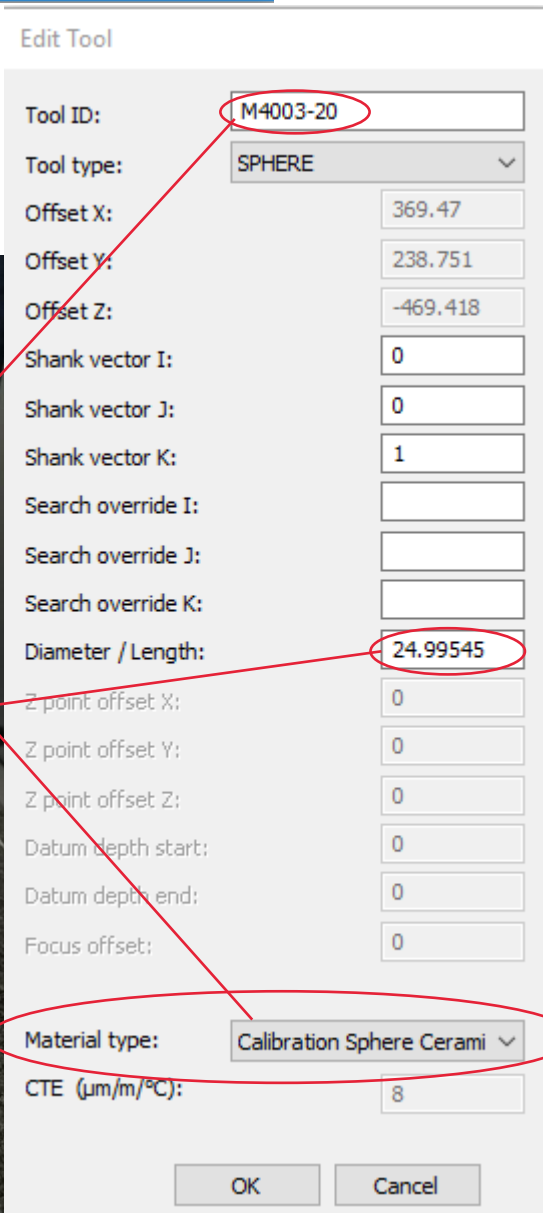 Edit Tool
Tool ID: M4003-20
Tool type: SPHERE
Offset X: 369.47
Offset Y: 238.751
Offset Z: -469.418
Shank vector I: 0
Shank vector J: 0
Shank vector K: 1
Search override I:
Search override J:
Search override K:
Diameter / Length: 24.99545
Z point offset X: 0
Z point offset Y: 0
Z point offset Z: 0
Datum depth start: 0
Datum depth end: 0
Focus offset: 0
Material type: Calibration Sphere Cerami
CTE (µm/m/°C): 8
OK Cancel